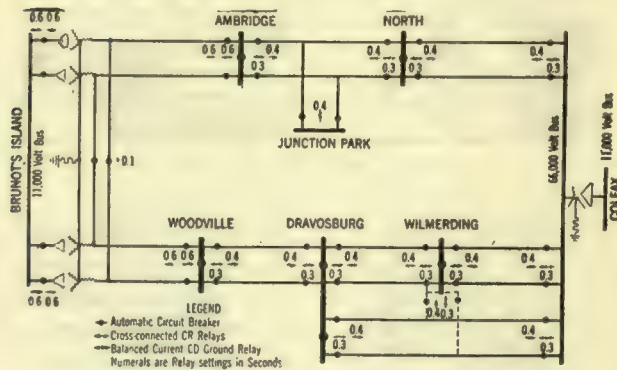 AMBRIDGE
NORTH
0.6 0.6
0.6 0.6
0.4
0.3
0.4
0.4
0.3
0.3
0.4
0.3
0.4
JUNCTION PARK
BRUNOT'S ISLAND
11,000 Volt Bus
0.1
66,000 Volt Bus
11,000 Volt Bus
COLFAX
WOODVILLE
DRAVOSBURG
WILMERDING
0.6 0.6
0.4
0.3
0.4
0.4
0.3
0.3
0.4
0.4
0.3
0.3
0.4
0.3
0.6 0.6
0.4 0.3
0.4
0.3
0.4
0.3
LEGEND
Automatic Circuit Breaker
Cross-connected CR Relays
Balanced Current CD Ground Relay
Numerals are Relay settings in Seconds